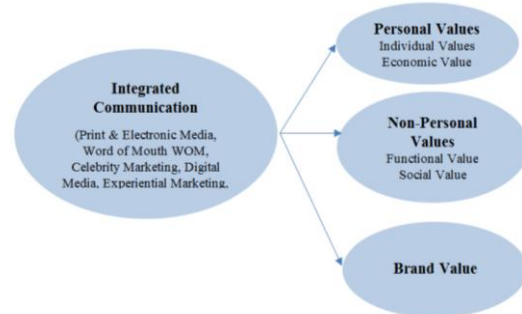 Integrated
Communication
(Print & Electronic Media,
Word of Mouth WOM,
Celebrity Marketing, Digital
Media, Experiential Marketing,
Personal Values
Individual Values
Economic Value
Non-Personal
Values
Functional Value
Social Value
Brand Value